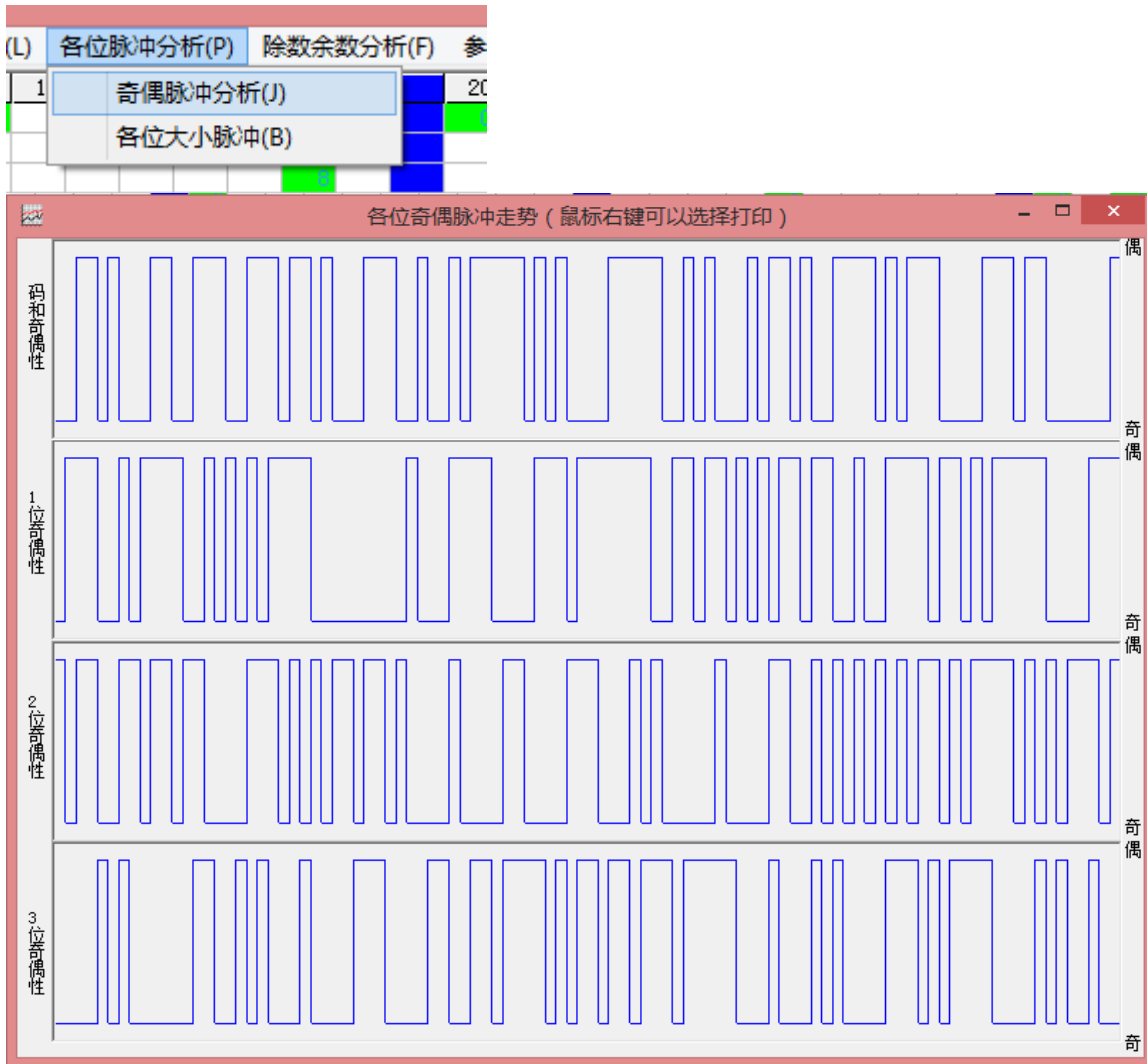 (L) 各位脉冲分析(P) 除数余数分析(F) 参
1 奇偶脉冲分析(J) 20
各位大小脉冲(B)
8
各位奇偶脉冲走势（鼠标右键可以选择打印）
偶
码和奇偶性
奇
偶
1位奇偶性
奇
偶
2位奇偶性
奇
偶
3位奇偶性
奇